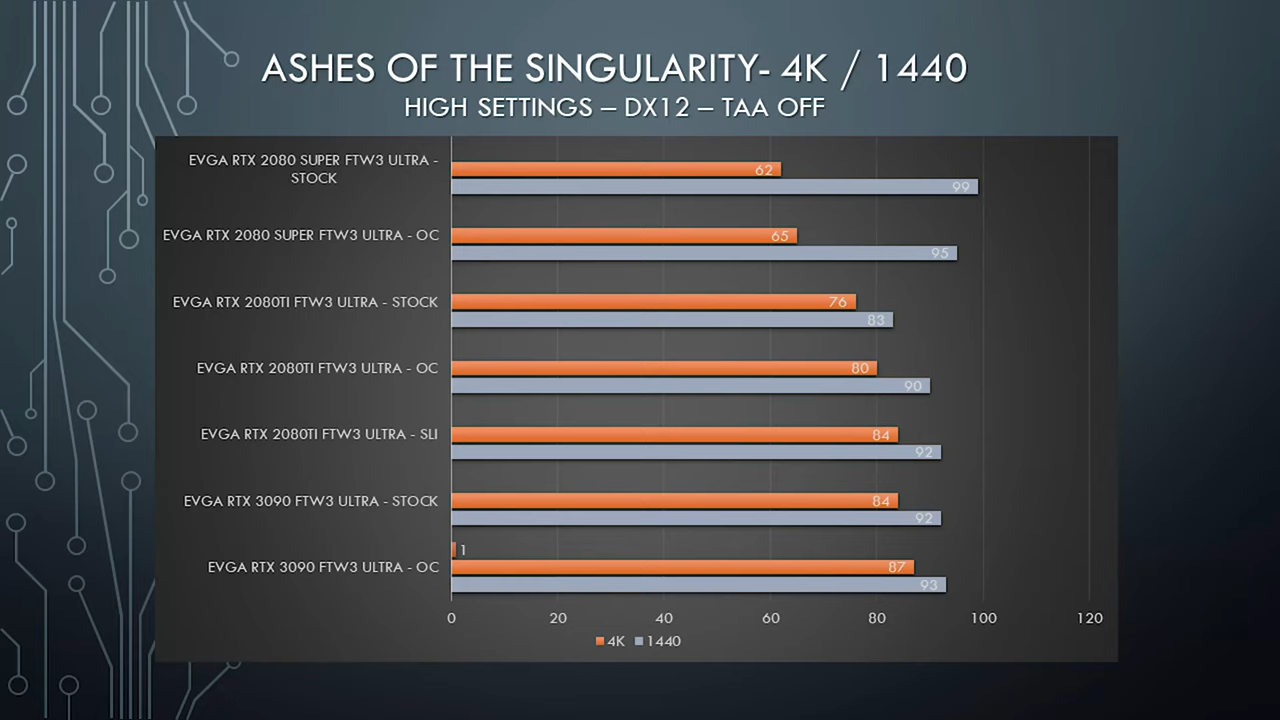 ASHES OF THE SINGULARITY- 4K / 1440
HIGH SETTINGS – DX12 – TAA OFF
EVGA RTX 2080 SUPER FTW3 ULTRA -
STOCK
62
99
EVGA RTX 2080 SUPER FTW3 ULTRA - OC
65
95
EVGA RTX 2080TI FTW3 ULTRA - STOCK
76
83
EVGA RTX 2080TI FTW3 ULTRA - OC
80
90
EVGA RTX 2080TI FTW3 ULTRA - SLI
84
92
EVGA RTX 3090 FTW3 ULTRA - STOCK
84
92
1
EVGA RTX 3090 FTW3 ULTRA - OC
87
93
0 20 40 60 80 100 120
4K 1440